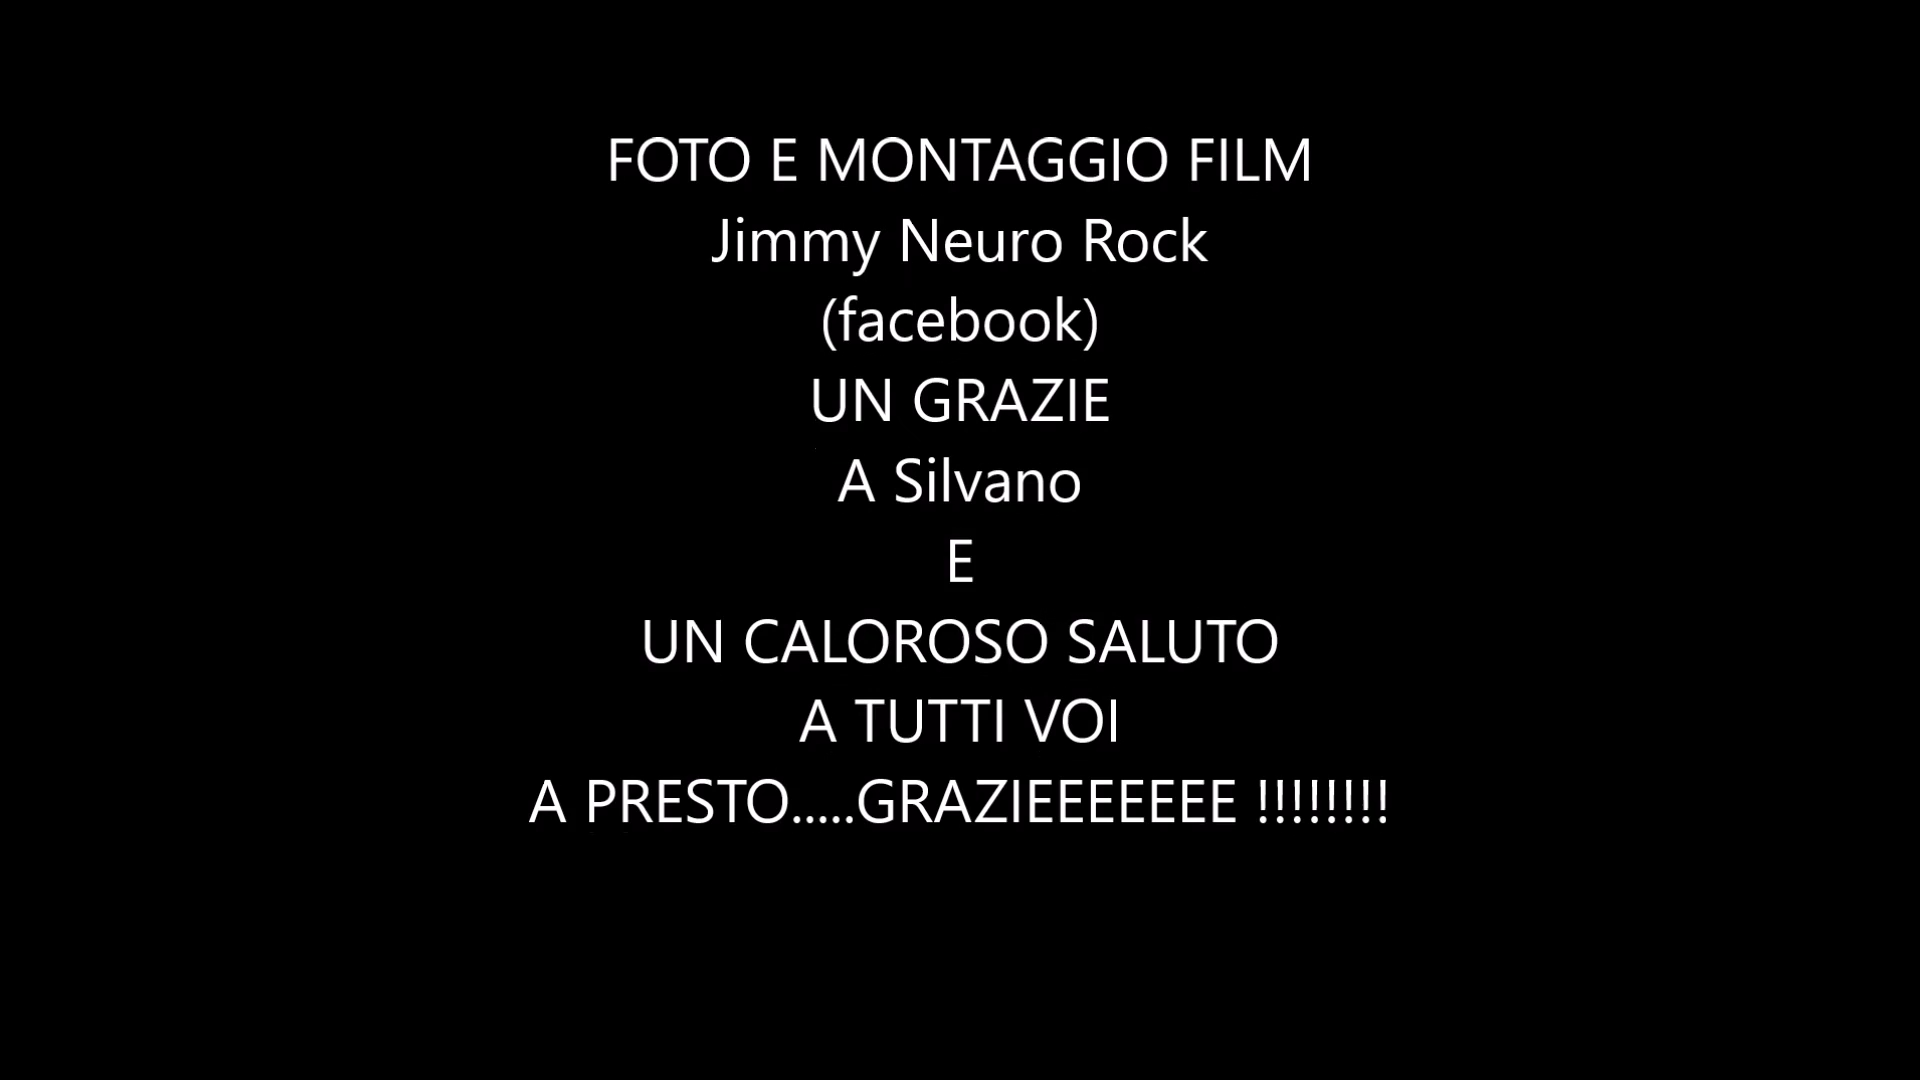 FOTO E MONTAGGIO FILM
Jimmy Neuro Rock
(facebook)
UN GRAZIE
A Silvano
E
UN CALOROSO SALUTO
A TUTTI VOI
A PRESTO.....GRAZIEEEEEEE !!!!!!!!